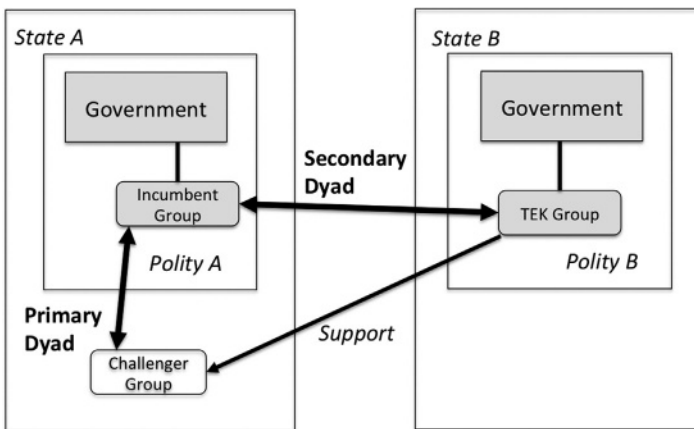 State A
State B
Government
Government
Secondary
Dyad
Incumbent
Group
TEK Group
Polity A
Polity B
Primary
Dyad
Support
Challenger
Group